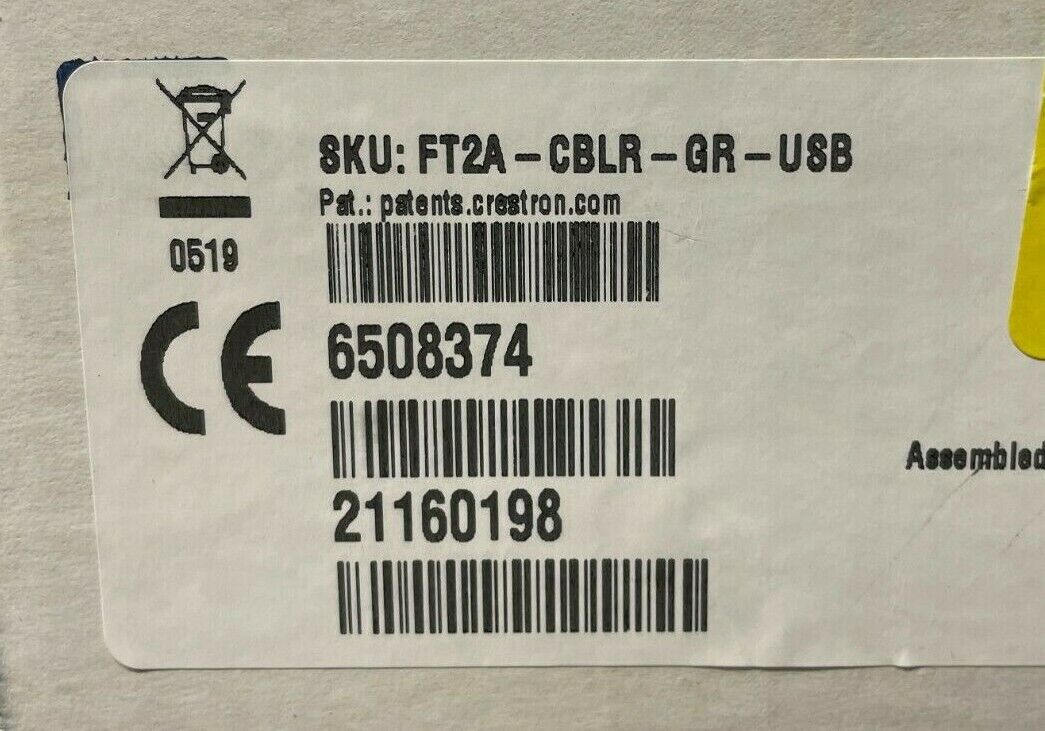 SKU: FT2A-CBLR-GR-USB
Pat.: patents.crestron.com
0519
CE
6508374
21160198
Assembled